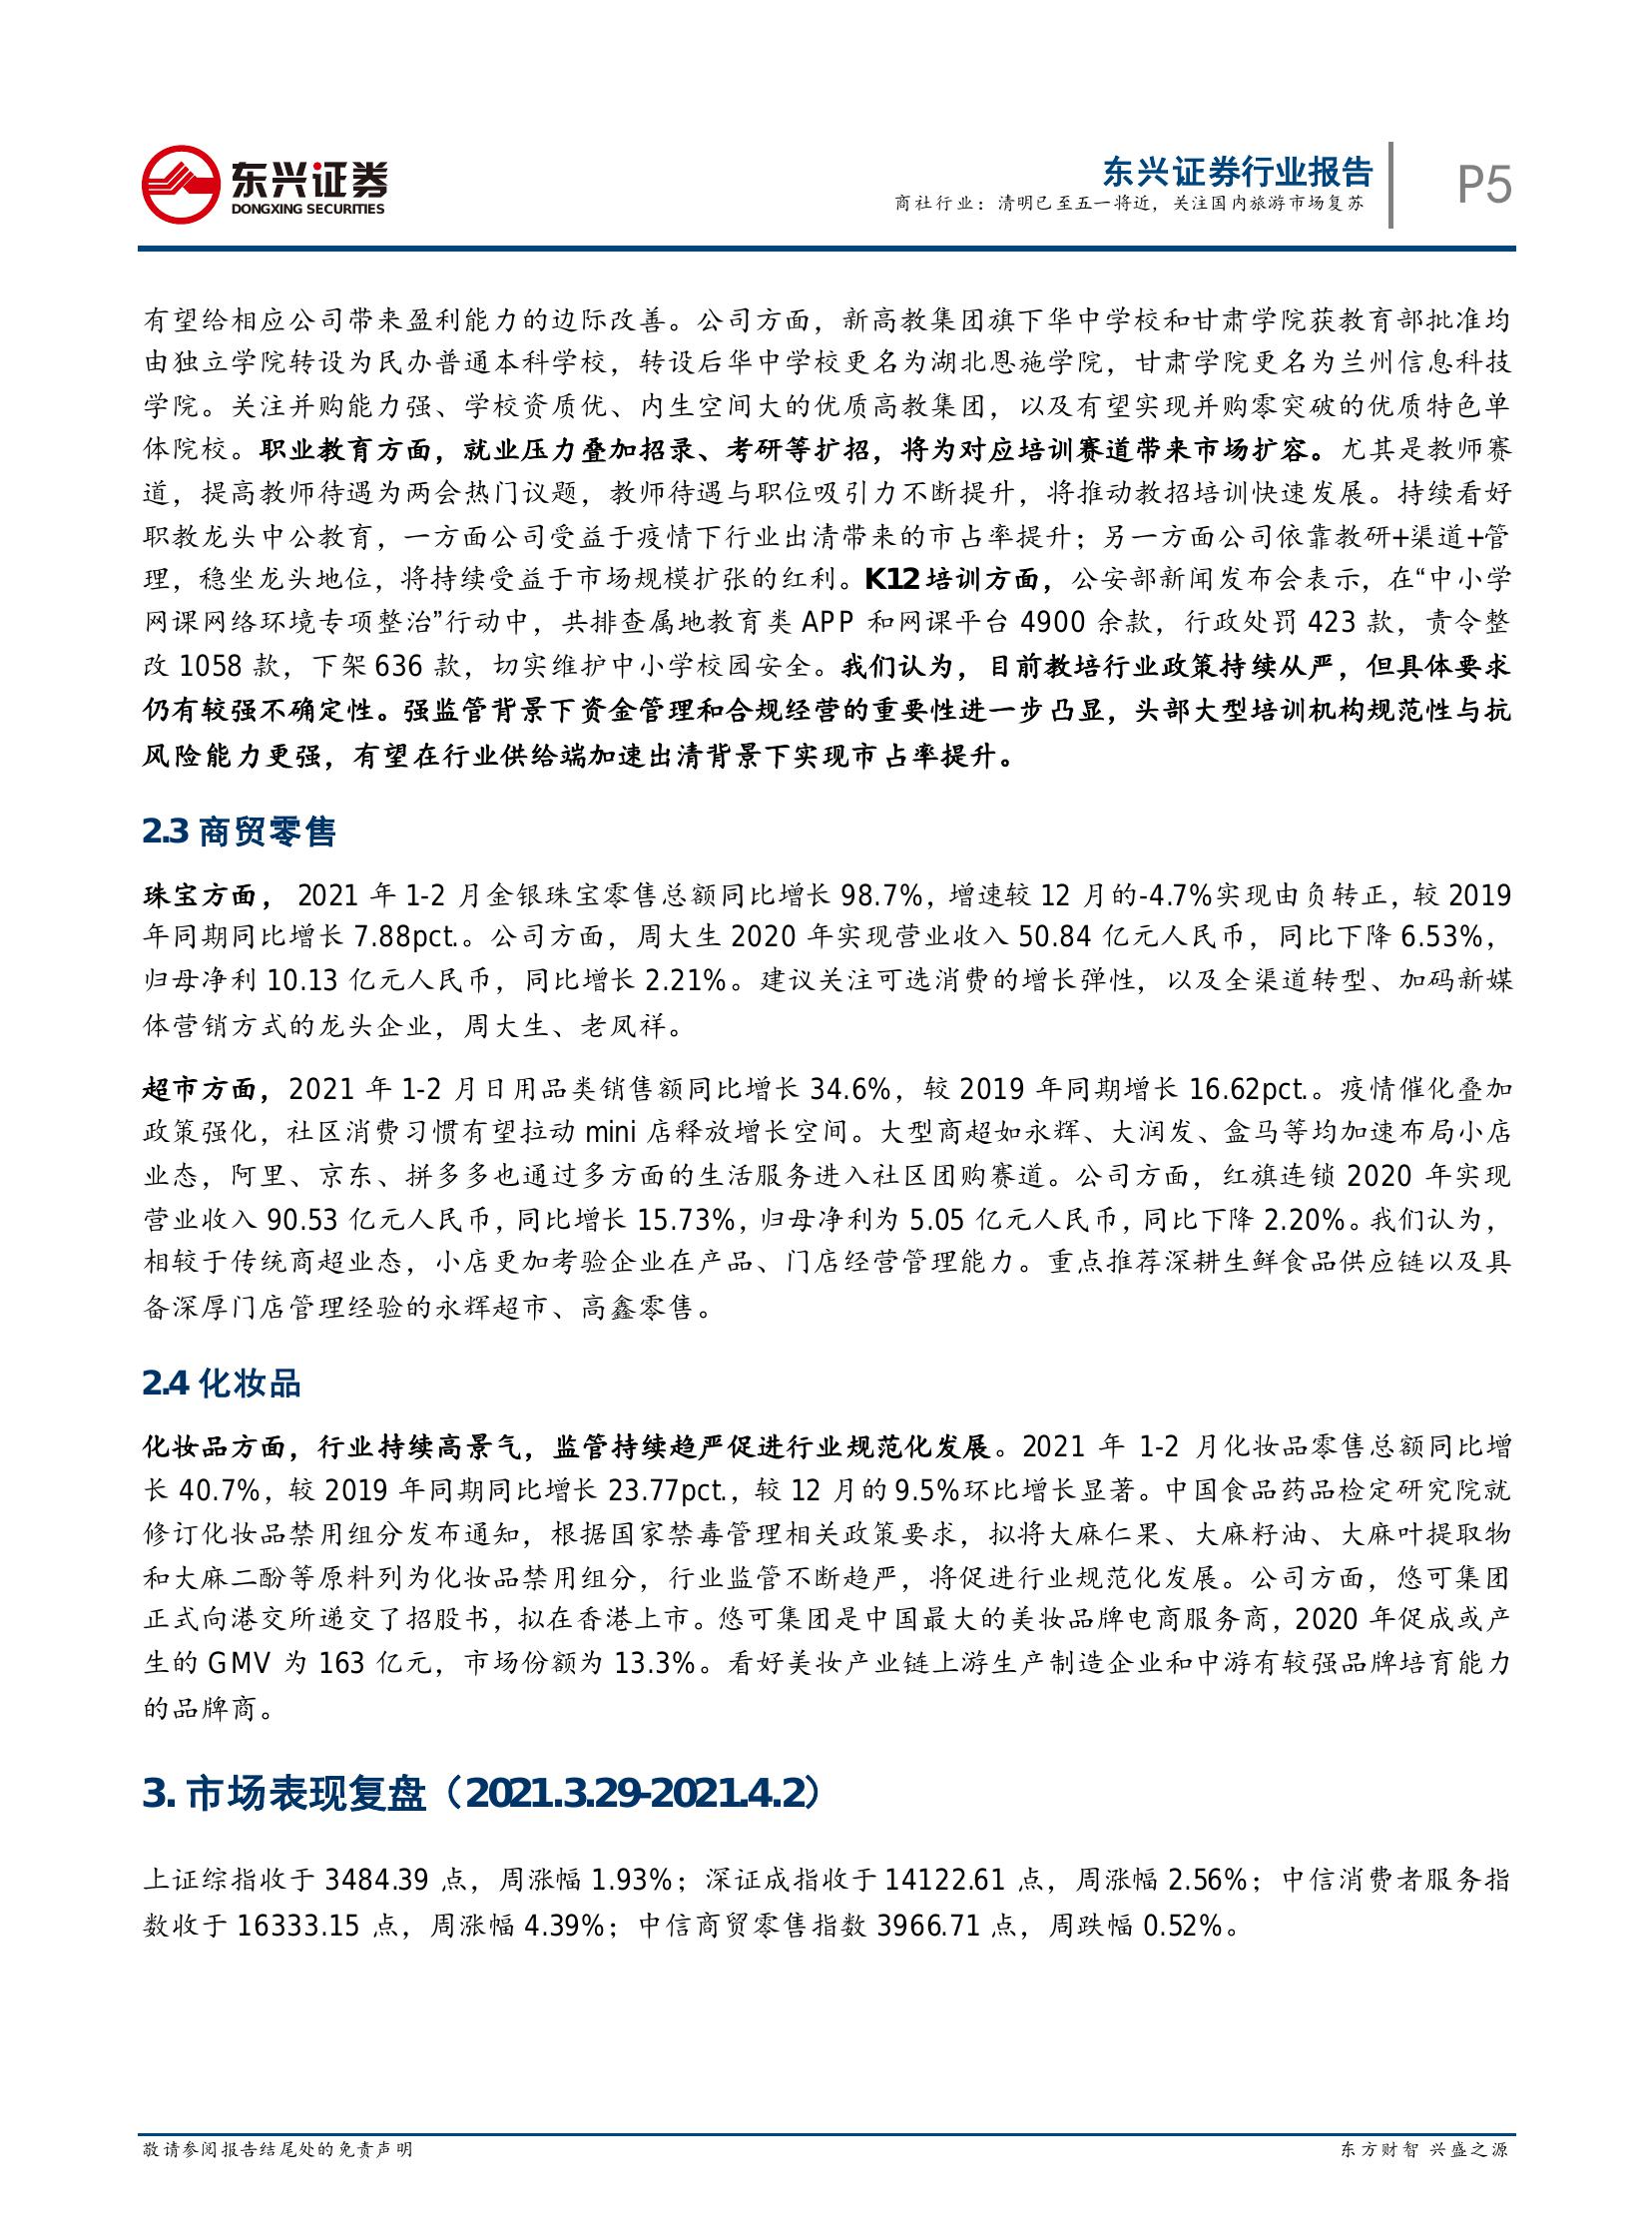 东兴证券
DONGXING SECURITIES
东兴证券行业报告
商社行业：清明已至五一将近，关注国内旅游市场复苏
P5
有望给相应公司带来盈利能力的边际改善。公司方面，新高教集团旗下华中学校和甘肃学院获教育部批准均
由独立学院转设为民办普通本科学校，转设后华中学校更名为湖北恩施学院，甘肃学院更名为兰州信息科技
学院。关注并购能力强、学校资质优、内生空间大的优质高教集团，以及有望实现并购零突破的优质特色单
体院校。职业教育方面，就业压力叠加招录、考研等扩招，将为对应培训赛道带来市场扩容。尤其是教师赛
道，提高教师待遇为两会热门议题，教师待遇与职位吸引力不断提升，将推动教招培训快速发展。持续看好
职教龙头中公教育，一方面公司受益于疫情下行业出清带来的市占率提升；另一方面公司依靠教研+渠道+管
理，稳坐龙头地位，将持续受益于市场规模扩张的红利。K12 培训方面，公安部新闻发布会表示，在“中小学
网课网络环境专项整治”行动中，共排查属地教育类 APP 和网课平台 4900 余款，行政处罚 423 款，责令整
改 1058 款，下架 636 款，切实维护中小学校园安全。我们认为，目前教培行业政策持续从严，但具体要求
仍有较强不确定性。强监管背景下资金管理和合规经营的重要性进一步凸显，头部大型培训机构规范性与抗
风险能力更强，有望在行业供给端加速出清背景下实现市占率提升。
2.3 商贸零售
珠宝方面， 2021 年 1-2 月金银珠宝零售总额同比增长 98.7%，增速较 12 月的-4.7%实现由负转正，较 2019
年同期同比增长 7.88pct.。公司方面，周大生 2020 年实现营业收入 50.84 亿元人民币，同比下降 6.53%，
归母净利 10.13 亿元人民币，同比增长 2.21%。建议关注可选消费的增长弹性，以及全渠道转型、加码新媒
体营销方式的龙头企业，周大生、老凤祥。
超市方面，2021 年 1-2 月日用品类销售额同比增长 34.6%，较 2019 年同期增长 16.62pct.。疫情催化叠加
政策强化，社区消费习惯有望拉动 mini 店释放增长空间。大型商超如永辉、大润发、盒马等均加速布局小店
业态，阿里、京东、拼多多也通过多方面的生活服务进入社区团购赛道。公司方面，红旗连锁 2020 年实现
营业收入 90.53 亿元人民币，同比增长 15.73%，归母净利为 5.05 亿元人民币，同比下降 2.20%。我们认为，
相较于传统商超业态，小店更加考验企业在产品、门店经营管理能力。重点推荐深耕生鲜食品供应链以及具
备深厚门店管理经验的永辉超市、高鑫零售。
2.4 化妆品
化妆品方面，行业持续高景气，监管持续趋严促进行业规范化发展。2021 年 1-2 月化妆品零售总额同比增
长 40.7%，较 2019 年同期同比增长 23.77pct.，较 12 月的 9.5%环比增长显著。中国食品药品检定研究院就
修订化妆品禁用组分发布通知，根据国家禁毒管理相关政策要求，拟将大麻仁果、大麻籽油、大麻叶提取物
和大麻二酚等原料列为化妆品禁用组分，行业监管不断趋严，将促进行业规范化发展。公司方面，悠可集团
正式向港交所递交了招股书，拟在香港上市。悠可集团是中国最大的美妆品牌电商服务商，2020 年促成或产
生的 GMV 为 163 亿元，市场份额为 13.3%。看好美妆产业链上游生产制造企业和中游有较强品牌培育能力
的品牌商。
3. 市场表现复盘（2021.3.29-2021.4.2）
上证综指收于 3484.39 点，周涨幅 1.93%；深证成指收于 14122.61 点，周涨幅 2.56%；中信消费者服务指
数收于 16333.15 点，周涨幅 4.39%；中信商贸零售指数 3966.71 点，周跌幅 0.52%。
敬请参阅报告结尾处的免责声明
东方财智 兴盛之源